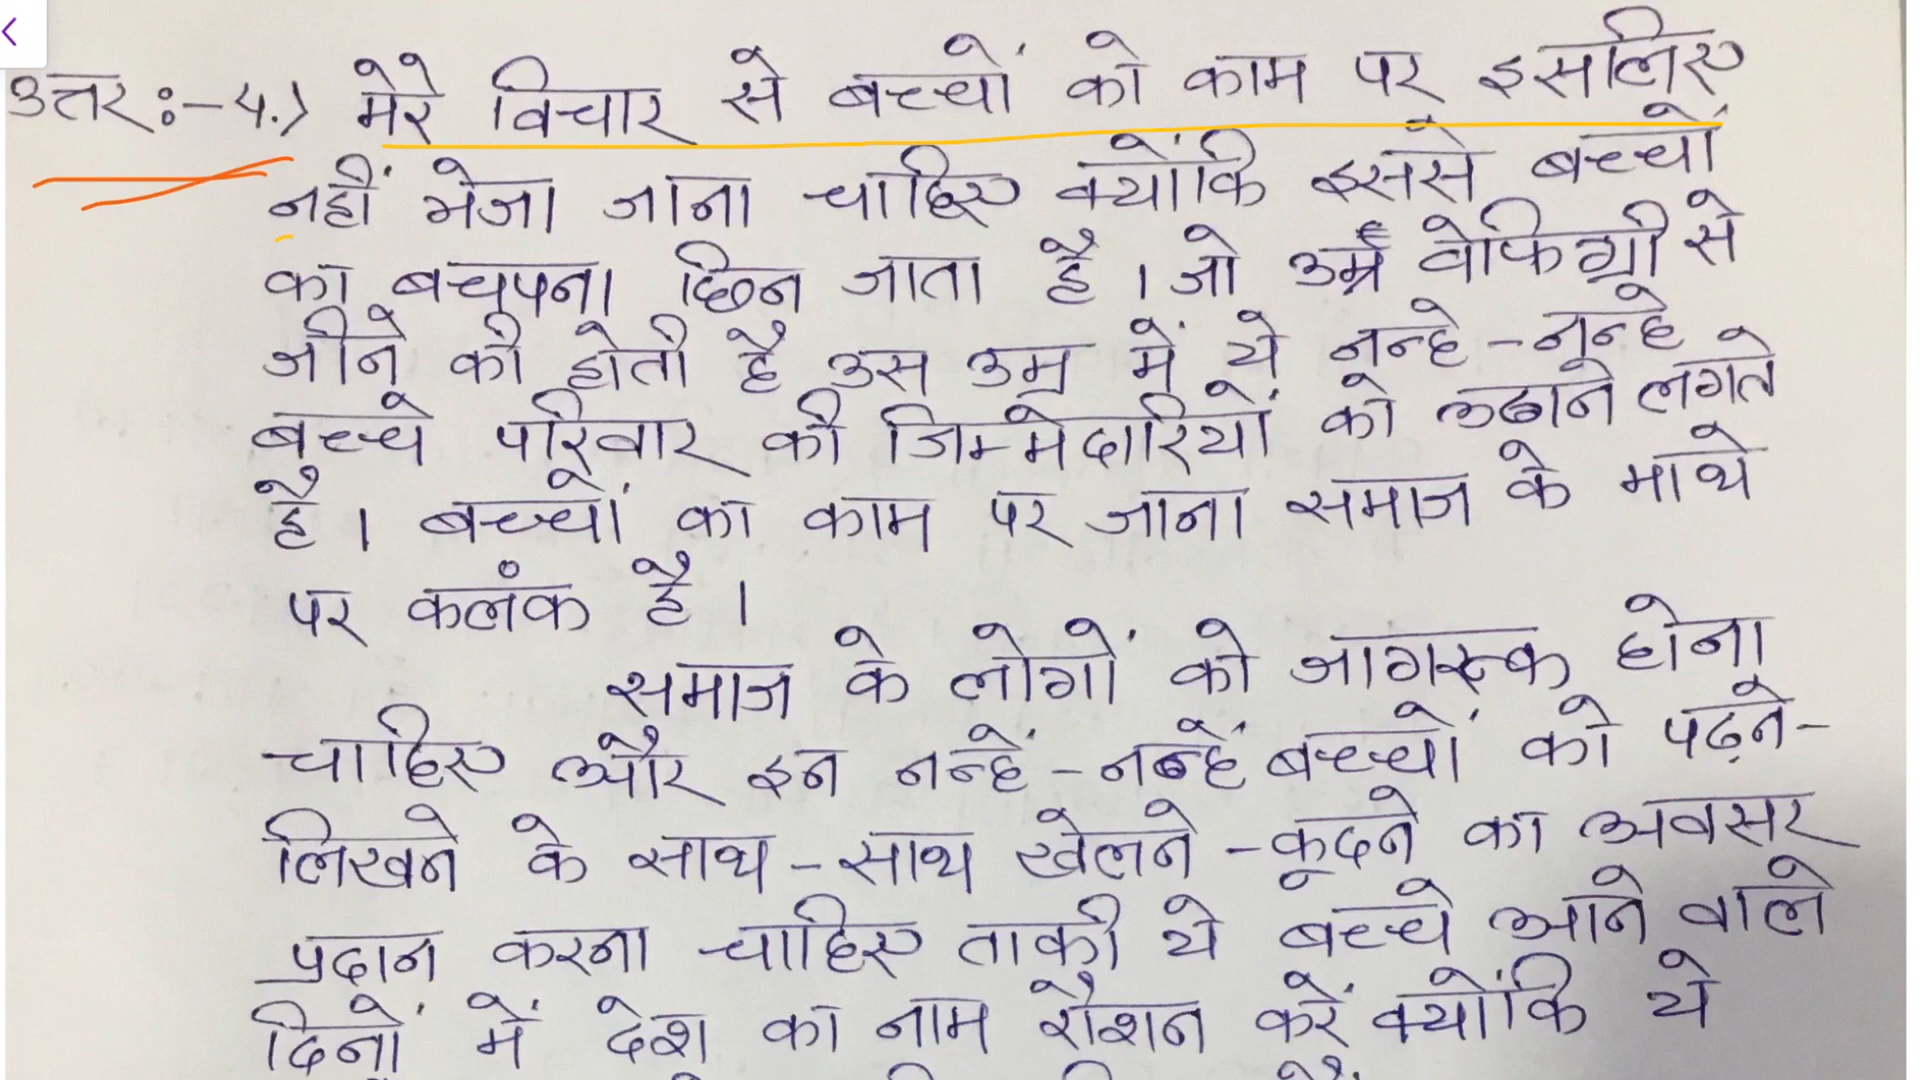 उत्तर:-4.) मेरे विचार से बच्चों को काम पर इसलिए
नहीं भेजा जाना चाहिए क्योंकि इससे बच्चों
का बचपना छिन जाता है । जो उम्र बेफिग्री से
जीने की होती है उस उम्र में ये नन्हे-नन्हे
बच्चे परिवार की जिम्मेदारियों को उठाने लगते
है । बच्चों का काम पर जाना समाज के माथे
पर कलंक है ।
समाज के लोगों को जागरूक होना
चाहिए और इन नन्हें-नन्हें बच्चों को पढ़ने-
लिखने के साथ-साथ खेलने-कूदने का अवसर
प्रदान करना चाहिए ताकी ये बच्चे आने वाले
दिनों में देश का नाम रौशन करें क्योंकि ये